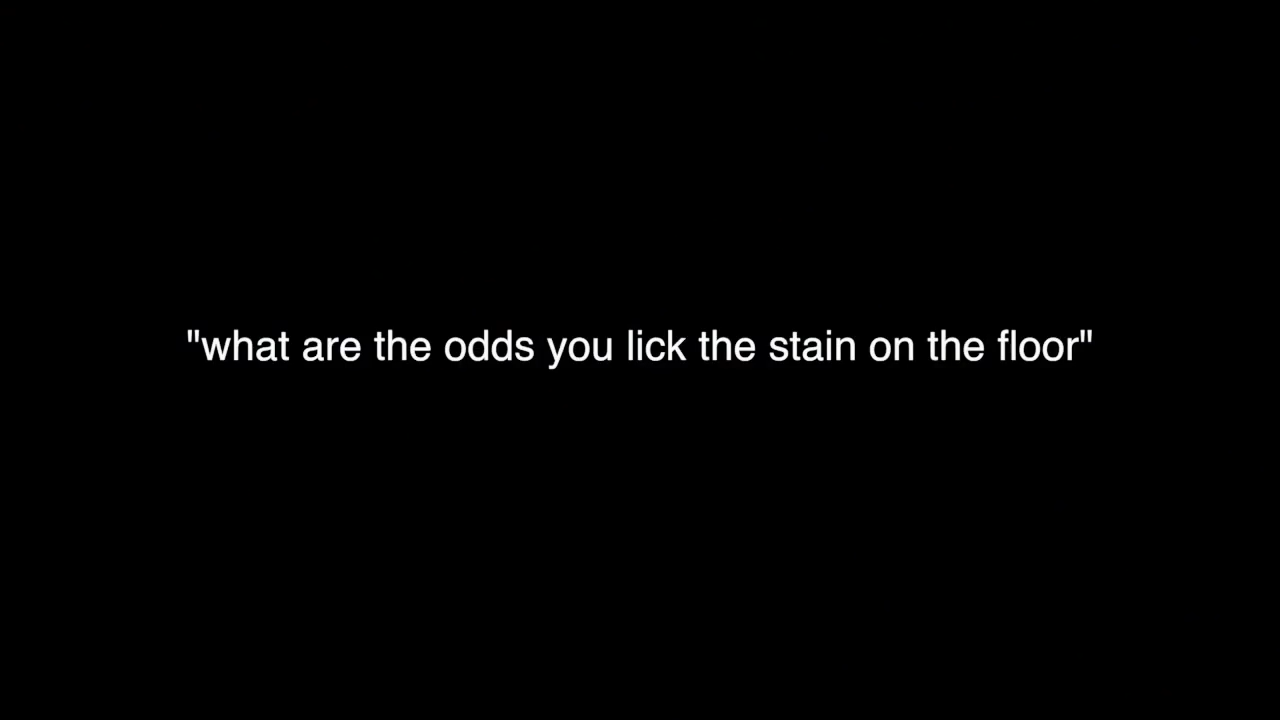 "what are the odds you lick the stain on the floor"